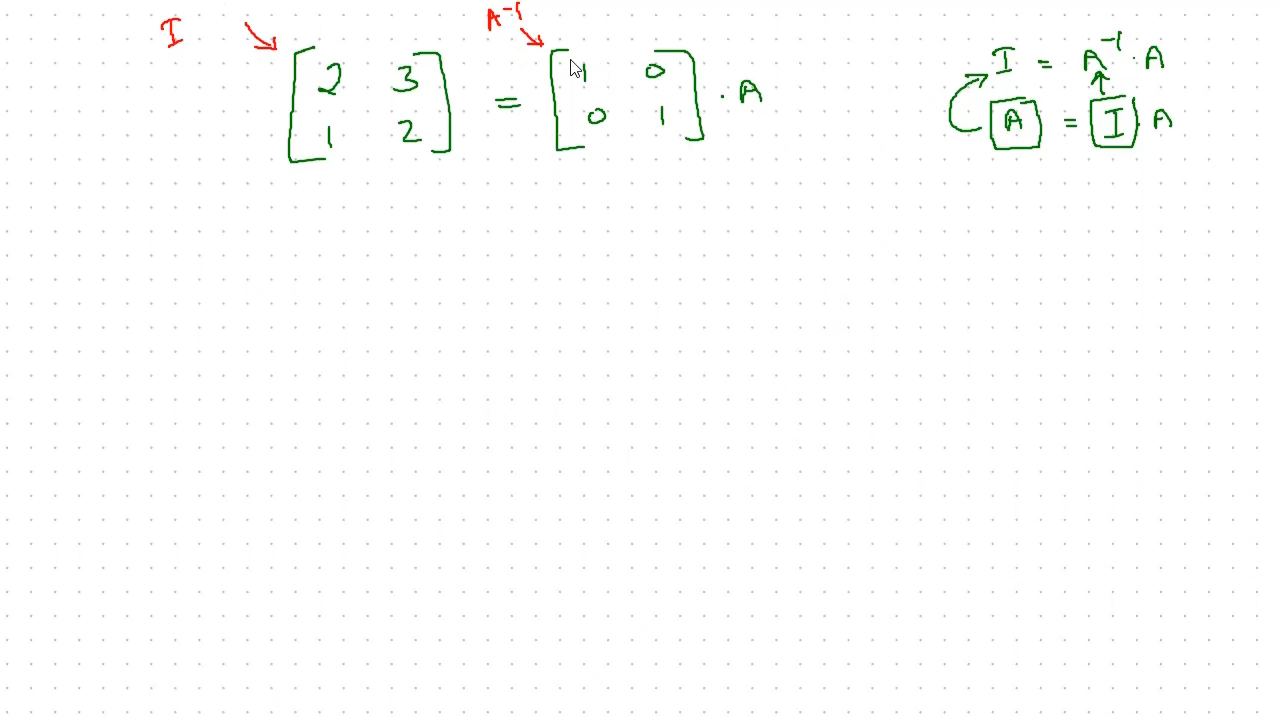 I A⁻¹
[2 3
1 2] = [1 0
0 1] · A
I = A⁻¹ · A
A = I · A